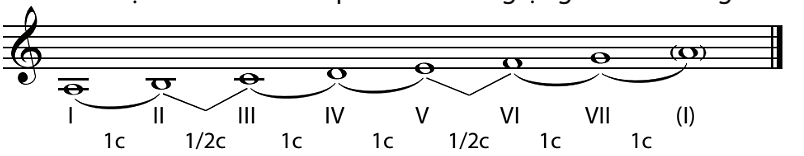 I II III IV V VI VII (I)
1c 1/2c 1c 1c 1/2c 1c 1c